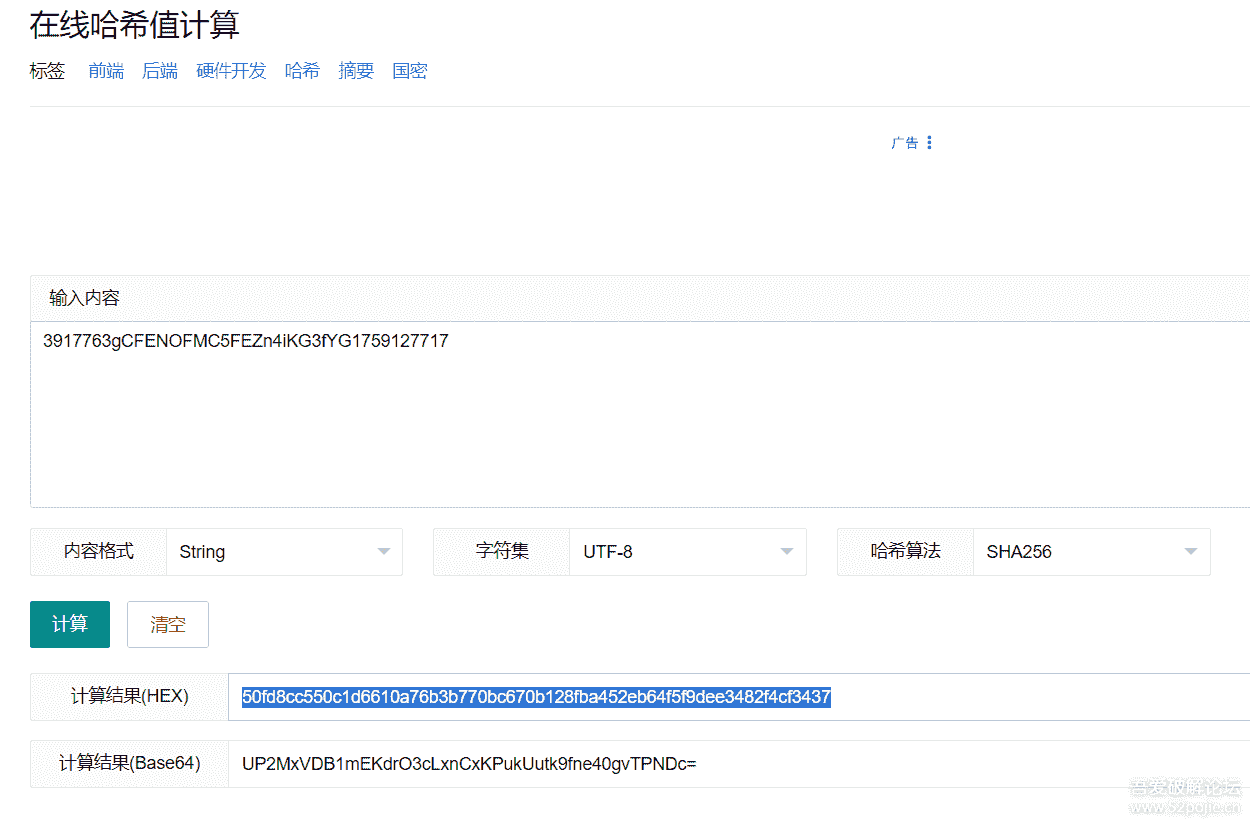 在线哈希值计算
标签 前端 后端 硬件开发 哈希 摘要 国密
广告
输入内容
3917763gCFENOFMC5FEZn4iKG3fYG1759127717
内容格式 String 字符集 UTF-8 哈希算法 SHA256
计算 清空
计算结果(HEX) 50fd8cc550c1d6610a76b3b770bc670b128fba452eb64f5f9dee3482f4cf3437
计算结果(Base64) UP2MxVDB1mEKdrO3cLxnCxKPukUutk9fne40gvTPNDc=
吾爱破解论坛
www.52pojie.cn